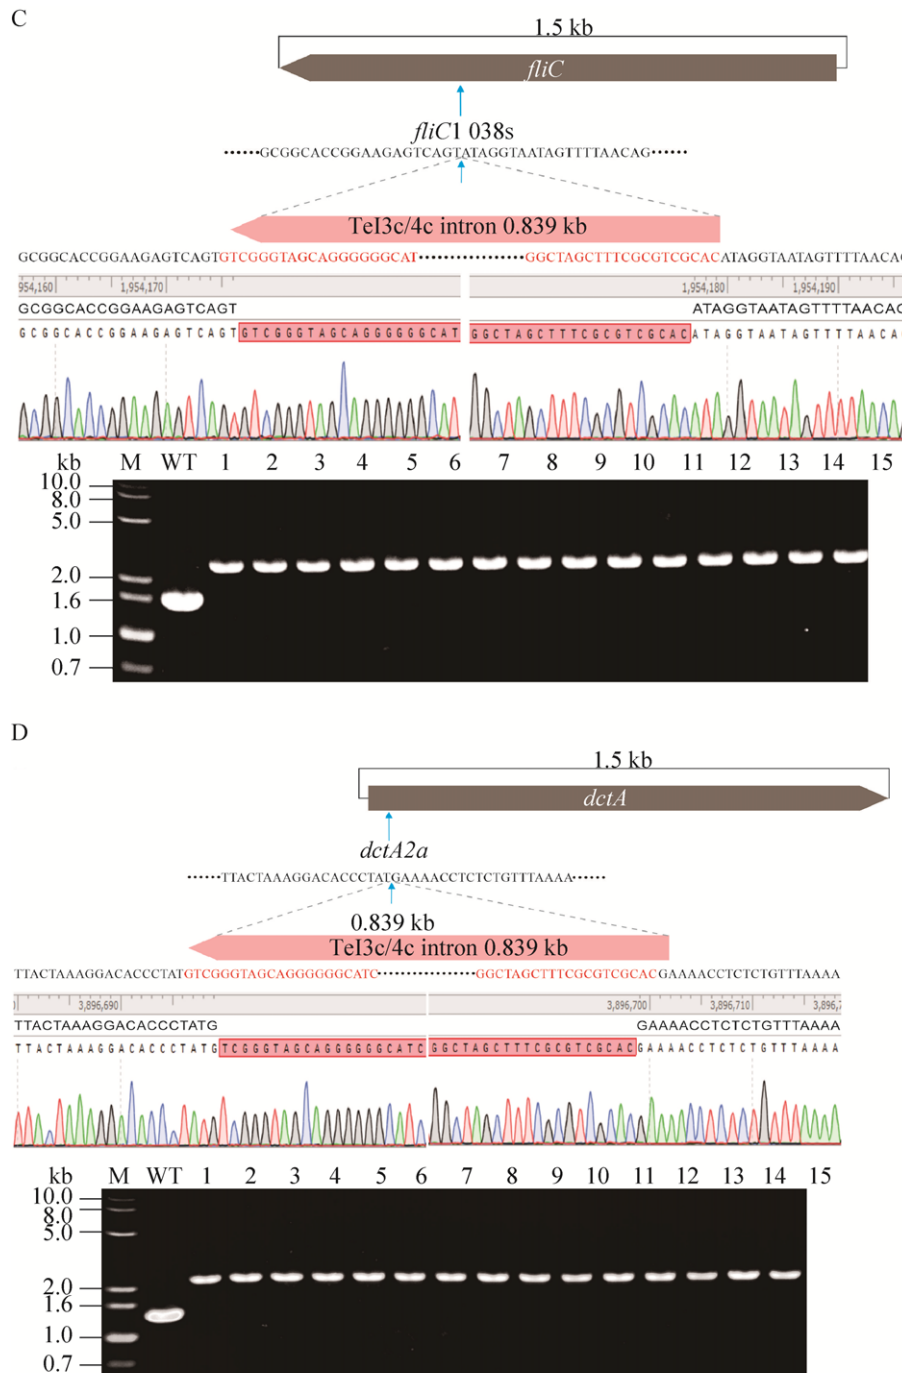 C
1.5 kb
fliC
fliC1 038s
······GCGGCACCGGAAGAGTCAGTATAGGTAATAGTTTTAACAG······
TeI3c/4c intron 0.839 kb
GCGGCACCGGAAGAGTCAGTGTCGGGTAGCAGGGGGGCAT················GGCTAGCTTTCGCGTCGCACATAGGTAATAGTTTTAACAG
954,160 1,954,170 1,954,180 1,954,190
GCGGCACCGGAAGAGTCAGT ATAGGTAATAGTTTTAACAG
GCGGCACCGGAAGAGTCAGTGTCGGGTAGCAGGGGGGCAT GGCTAGCTTTCGCGTCGCACATAGGTAATAGTTTTAACA
kb M WT 1 2 3 4 5 6 7 8 9 10 11 12 13 14 15
10.0
8.0
5.0
2.0
1.6
1.0
0.7
D
1.5 kb
dctA
dctA2a
······TTACTAAAGGACACCCTATGAAAACCTCTCTGTTTAAAA······
0.839 kb
TeI3c/4c intron 0.839 kb
TTACTAAAGGACACCCTATGTCGGGTAGCAGGGGGGCATC················GGCTAGCTTTCGCGTCGCACGAAAACCTCTCTGTTTAAAA
3,896,690 3,896,700 3,896,710 3,896,7
TTACTAAAGGACACCCTATG GAAAACCTCTCTGTTTAAAA
TTACTAAAGGACACCCTATGTCGGGTAGCAGGGGGGCATC GGCTAGCTTTCGCGTCGCACGAAAACCTCTCTGTTTAAAA
kb M WT 1 2 3 4 5 6 7 8 9 10 11 12 13 14 15
10.0
8.0
5.0
2.0
1.6
1.0
0.7